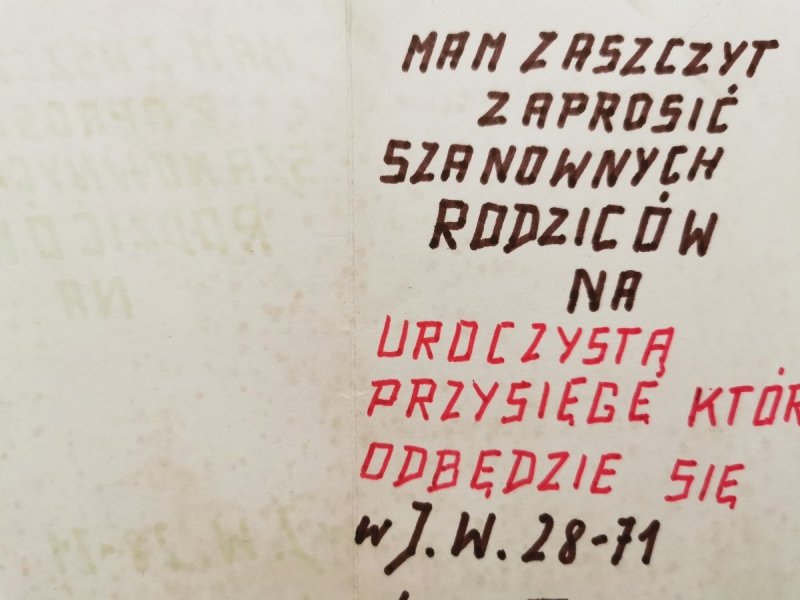 MAM ZASZCZYT
ZAPROSIĆ
SZANOWNYCH
RODZICÓW
NA
UROCZYSTĄ
PRZYSIĘGĘ KTÓR
ODBĘDZIE SIĘ
w J.W. 28-71